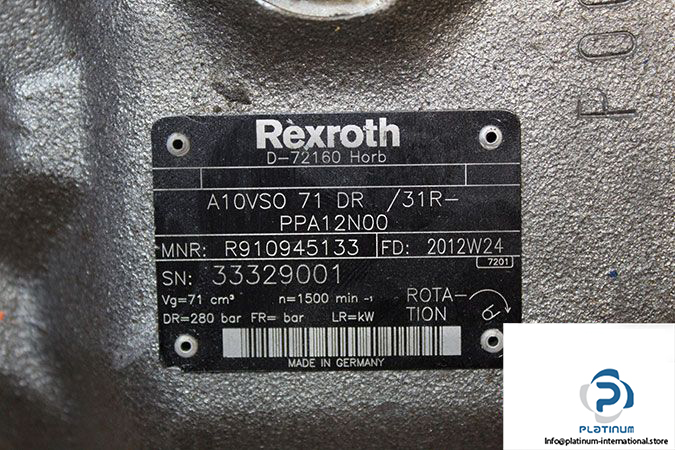 Rexroth
D-72160 Horb
A10VSO 71 DR /31R-
PPA12N00
MNR: R910945133 FD: 2012W24
7201
SN: 33329001
Vg=71 cm³ n=1500 min -1
DR=280 bar FR= bar LR=kW
ROTA-
TION
MADE IN GERMANY
PLATINUM
info@platinum-international.store